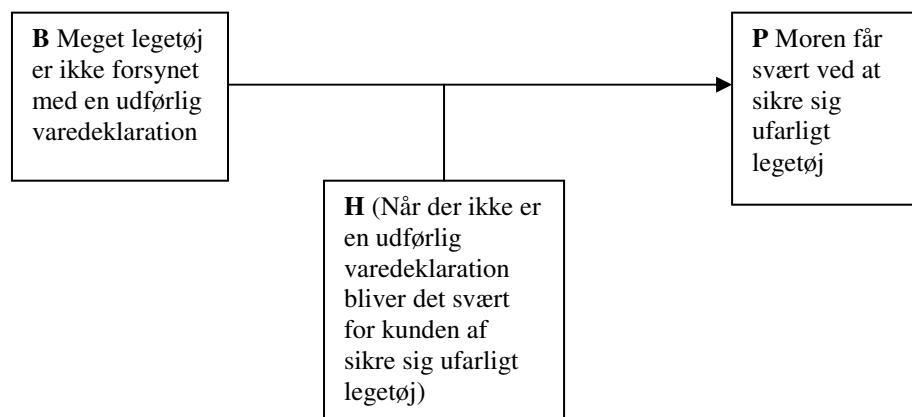 B Meget legetøj
er ikke forsynet
med en udførlig
varedeklaration
P Moren får
svært ved at
sikre sig
ufarligt
legetøj
H (Når der ikke er
en udførlig
varedeklaration
bliver det svært
for kunden af
sikre sig ufarligt
legetøj)